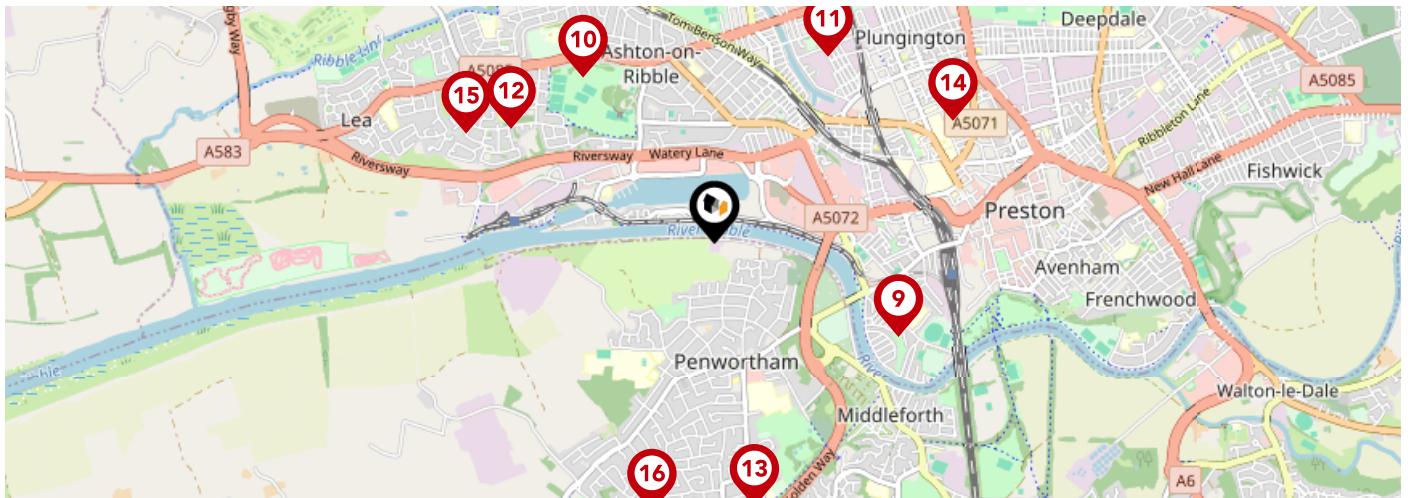 Deepdale
11
Tom Benson Way
Plungington
10
Ashton-on-
Ribble
Ribble Link
A5085
14
A5085
15
12
A5071
Ribbleton Lane
Lea
A583
Riversway
Riversway
Watery Lane
New Hall Lane
Fishwick
A5072
Preston
Avenham
Frenchwood
9
Penwortham
Walton-le-Dale
Middleforth
16
13
A6